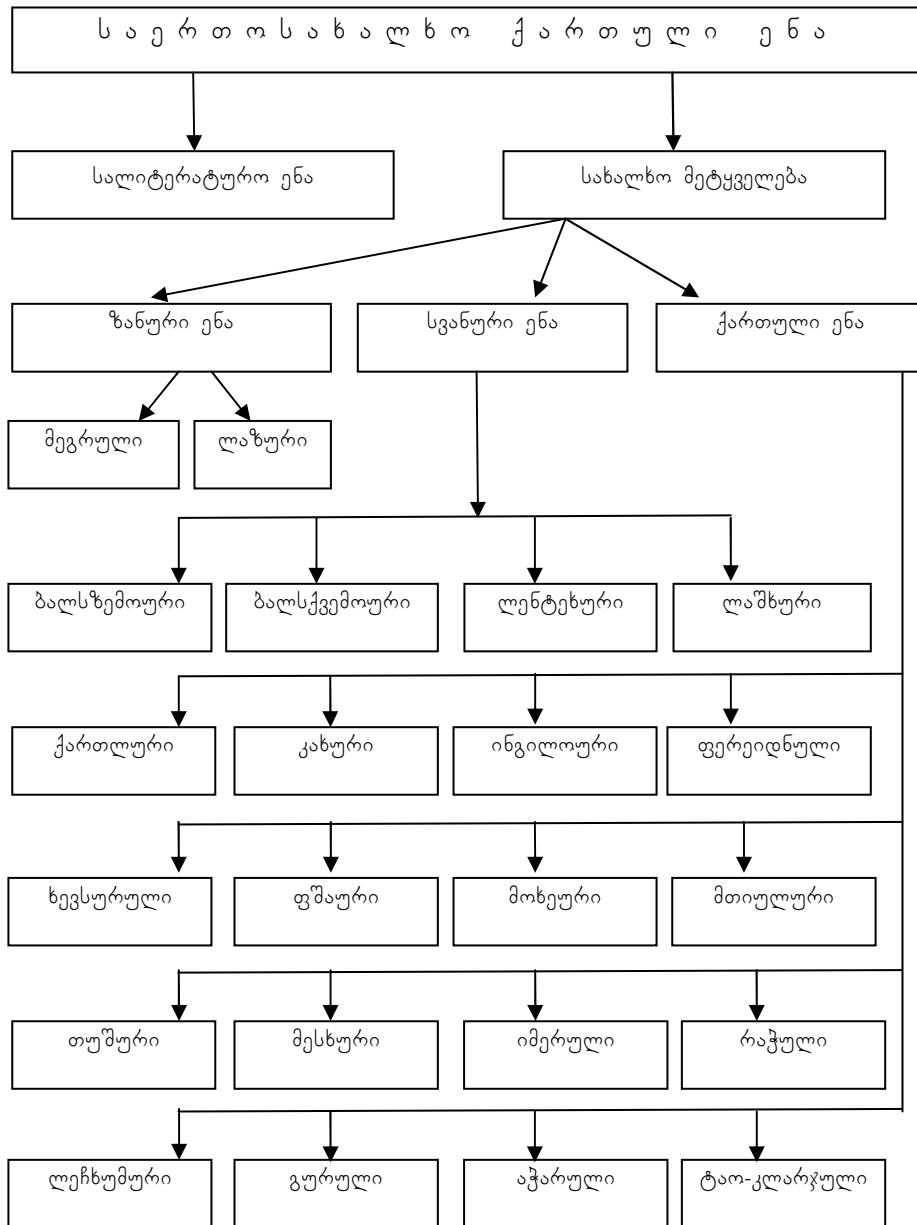 საერთოსახალხო ქართული ენა
სალიტერატურო ენა სახალხო მეტყველება
ზანური ენა სვანური ენა ქართული ენა
მეგრული ლაზური
ბალსზემოური ბალსქვემოური ლენტეხური ლაშხური
ქართლური კახური ინგილოური ფერეიდნული
ხევსურული ფშაური მოხეური მთიულური
თუშური მესხური იმერული რაჭული
ლეჩხუმური გურული აჭარული ტაო-კლარჯული